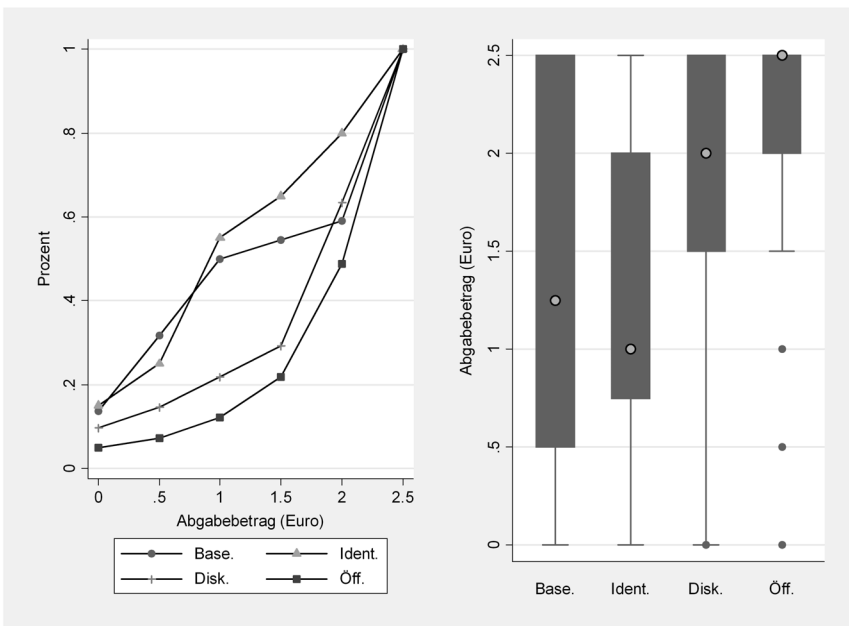 Prozent
1
.8
.6
.4
.2
0
0 .5 1 1.5 2 2.5
Abgabebetrag (Euro)
Base. Ident.
Disk. Öff.
Abgabebetrag (Euro)
2.5
2
1.5
1
.5
0
Base. Ident. Disk. Öff.